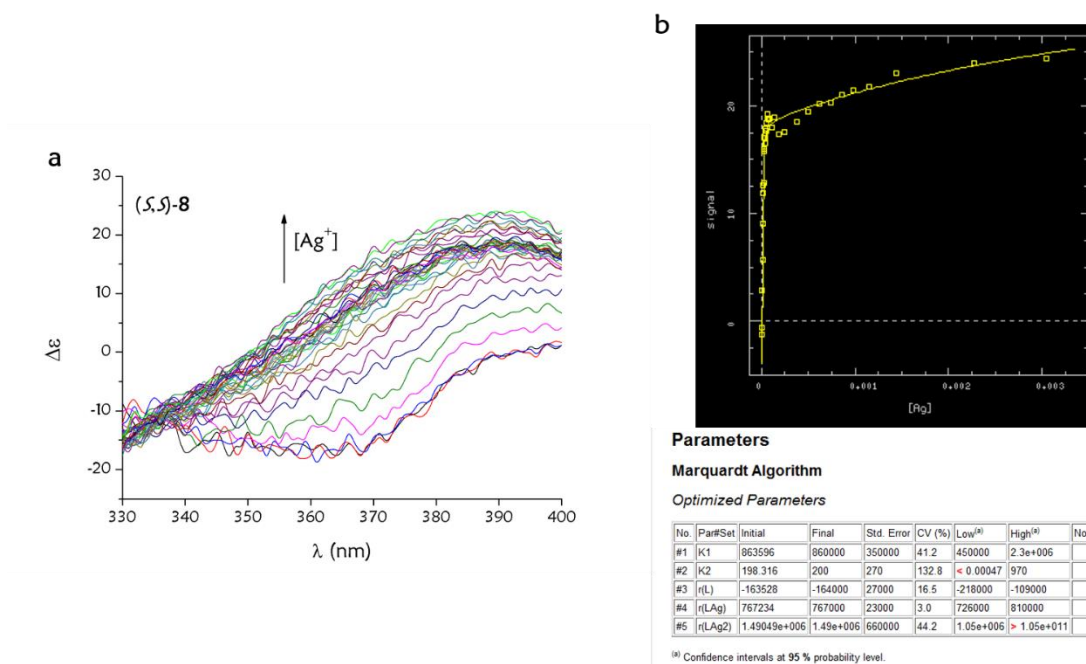 a
(S,S)-8
[Ag⁺]
30
20
10
0
-10
-20
Δε
330 340 350 360 370 380 390 400
λ (nm)
b
signal
20
10
0
0 0.001 0.002 0.003
[Ag]
Parameters
Marquardt Algorithm
Optimized Parameters
No. Par#Set Initial Final Std. Error CV (%) Low(a) High(a) No
#1 K1 863596 860000 350000 41.2 450000 2.3e+006
#2 K2 198.316 200 270 132.8 < 0.00047 970
#3 r(L) -163528 -164000 27000 16.5 -218000 -109000
#4 r(LAg) 767234 767000 23000 3.0 726000 810000
#5 r(LAg2) 1.49049e+006 1.49e+006 660000 44.2 1.05e+006 > 1.05e+011
(a) Confidence intervals at 95 % probability level.